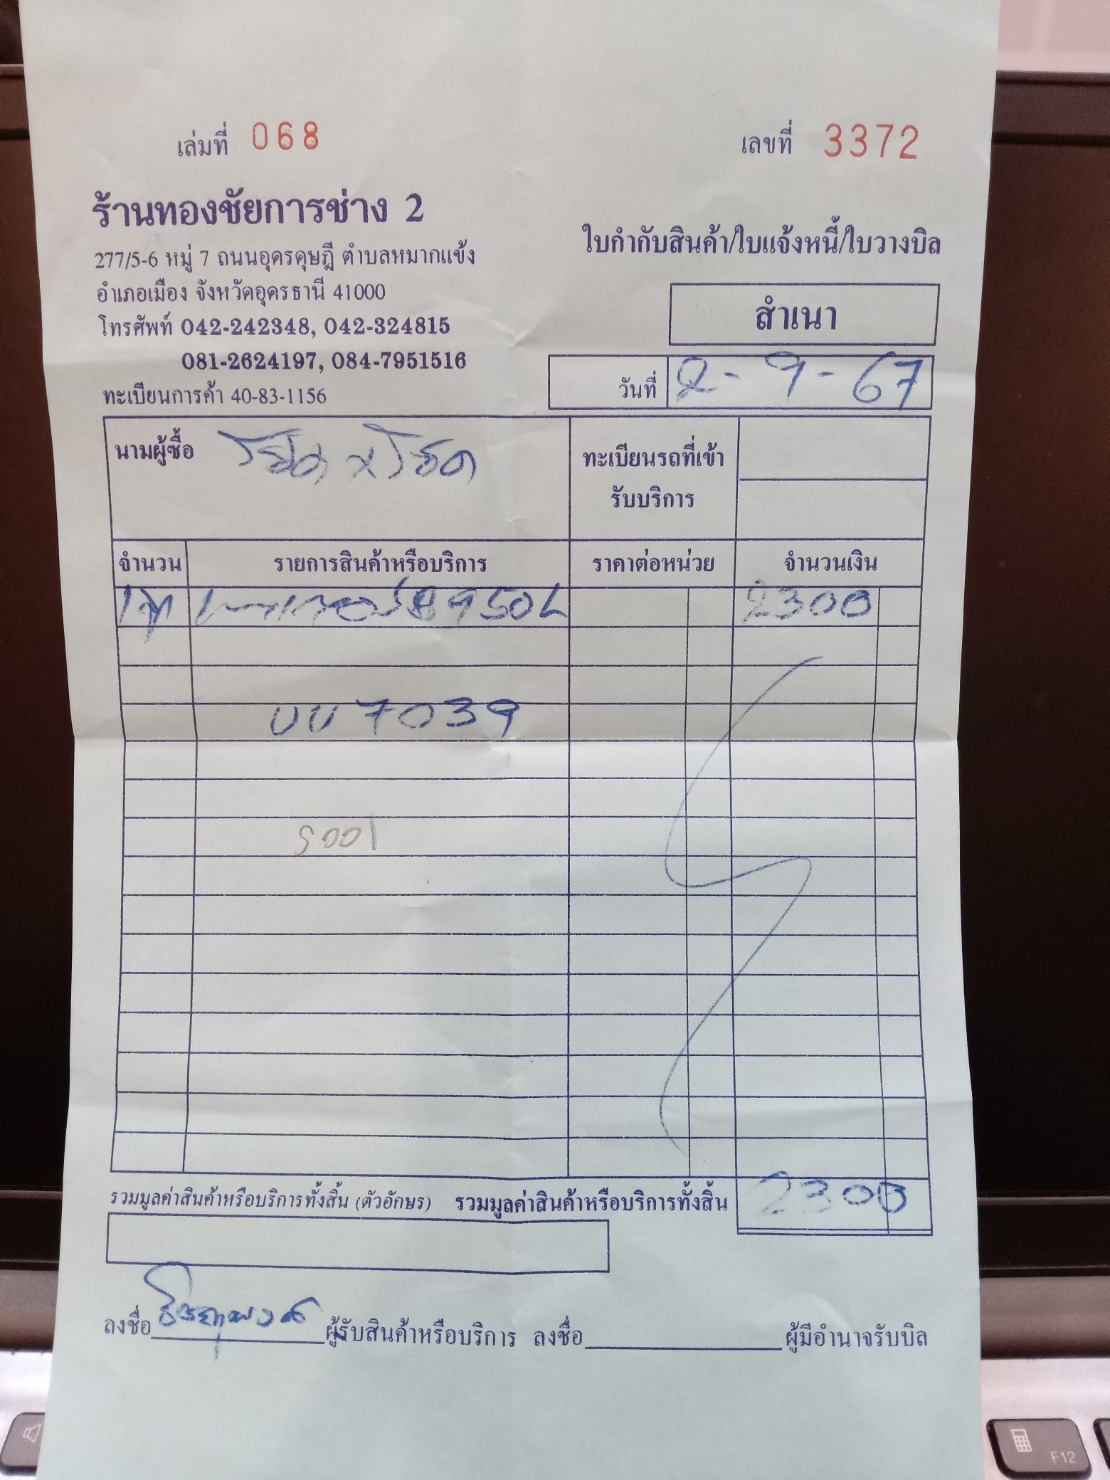 เล่มที่ 068
เลขที่ 3372
ร้านทองชัยการช่าง 2
277/5-6 หมู่ 7 ถนนอุดรดุษฎี ตำบลหมากแข้ง
อำเภอเมือง จังหวัดอุดรธานี 41000
โทรศัพท์ 042-242348, 042-324815
081-2624197, 084-7951516
ทะเบียนการค้า 40-83-1156
ใบกำกับสินค้า/ใบแจ้งหนี้/ใบวางบิล
สำเนา
วันที่ 2-9-67
นามผู้ซื้อ
ทะเบียนรถที่เข้า
รับบริการ
จำนวน รายการสินค้าหรือบริการ ราคาต่อหน่วย จำนวนเงิน
2300
บบ 7039
รวมมูลค่าสินค้าหรือบริการทั้งสิ้น (ตัวอักษร) รวมมูลค่าสินค้าหรือบริการทั้งสิ้น 2300
ลงชื่อ ผู้รับสินค้าหรือบริการ ลงชื่อ ผู้มีอำนาจรับบิล
F12